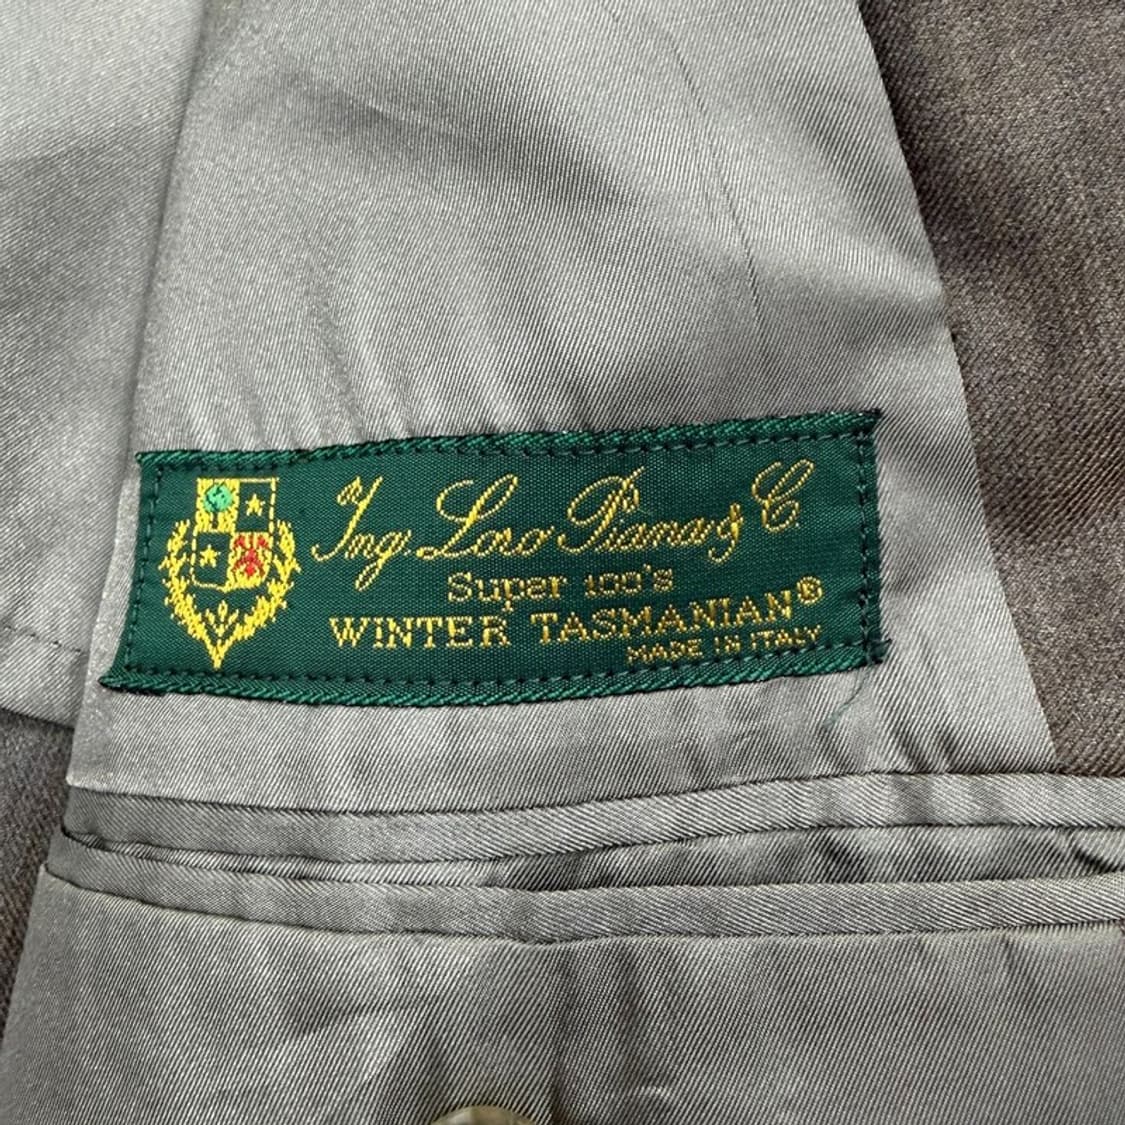 Ing Loro Piana & C.
Super 100's
WINTER TASMANIAN®
MADE IN ITALY